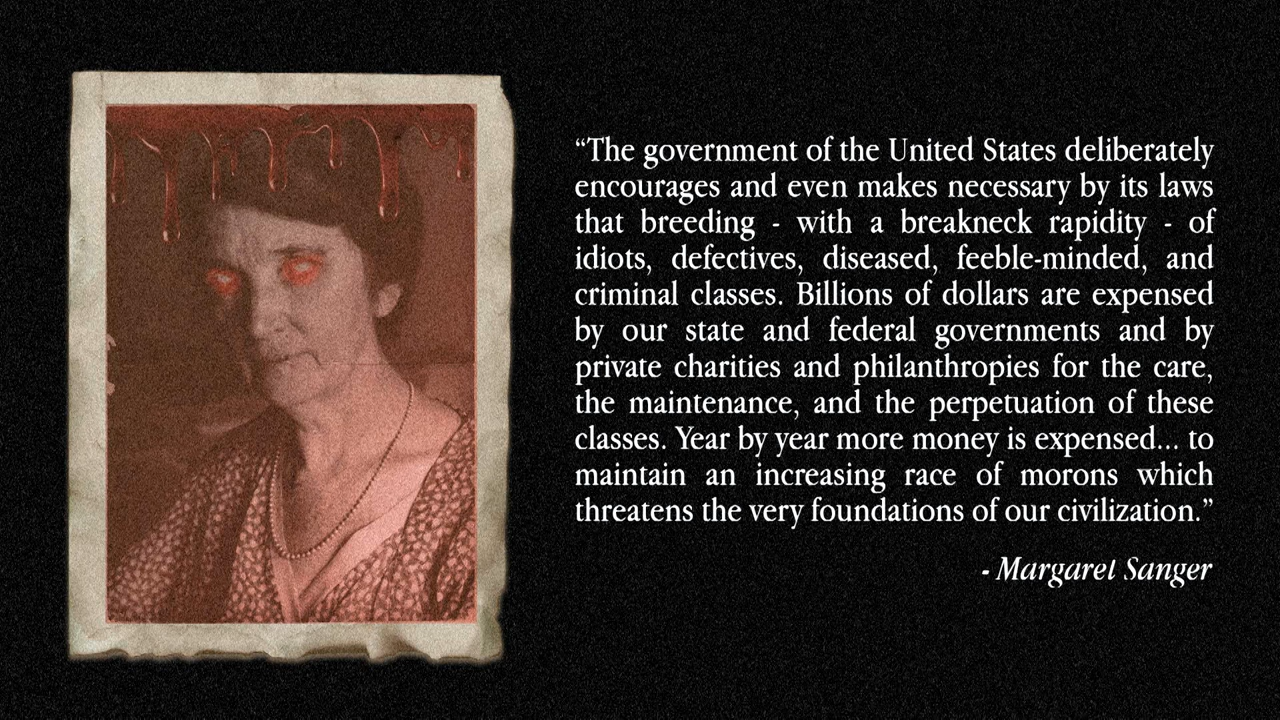 “The government of the United States deliberately
encourages and even makes necessary by its laws
that breeding - with a breakneck rapidity - of
idiots, defectives, diseased, feeble-minded, and
criminal classes. Billions of dollars are expensed
by our state and federal governments and by
private charities and philanthropies for the care,
the maintenance, and the perpetuation of these
classes. Year by year more money is expensed... to
maintain an increasing race of morons which
threatens the very foundations of our civilization.”
- Margaret Sanger